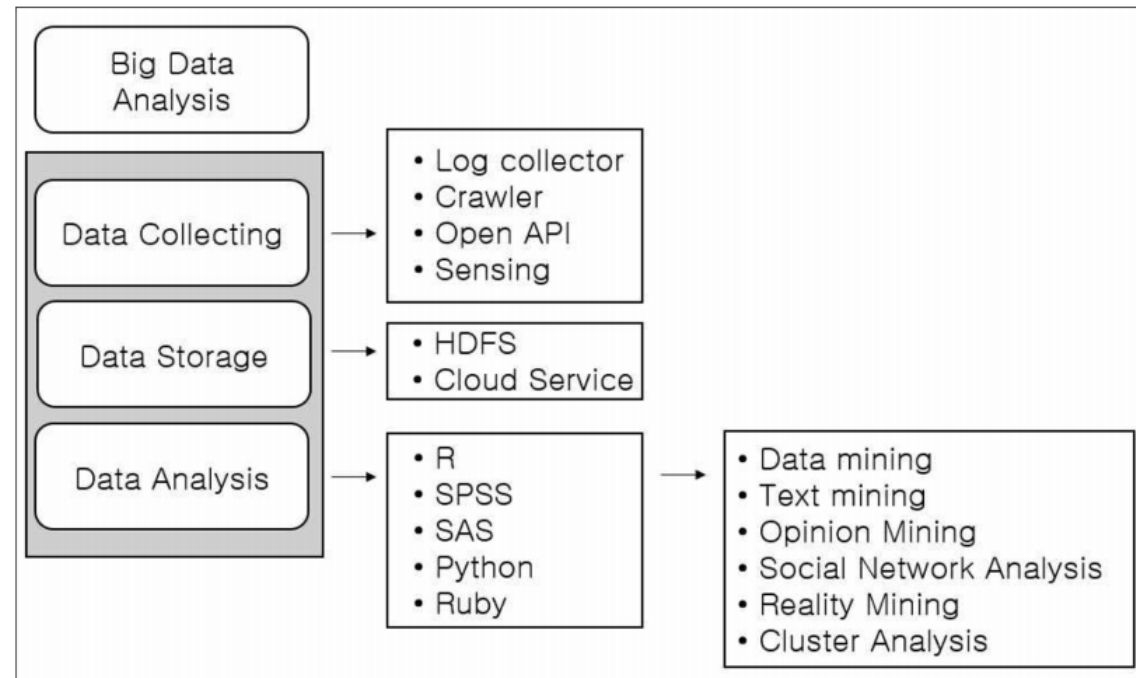 Big Data
Analysis
Data Collecting
• Log collector
• Crawler
• Open API
• Sensing
Data Storage
• HDFS
• Cloud Service
Data Analysis
• R
• SPSS
• SAS
• Python
• Ruby
• Data mining
• Text mining
• Opinion Mining
• Social Network Analysis
• Reality Mining
• Cluster Analysis